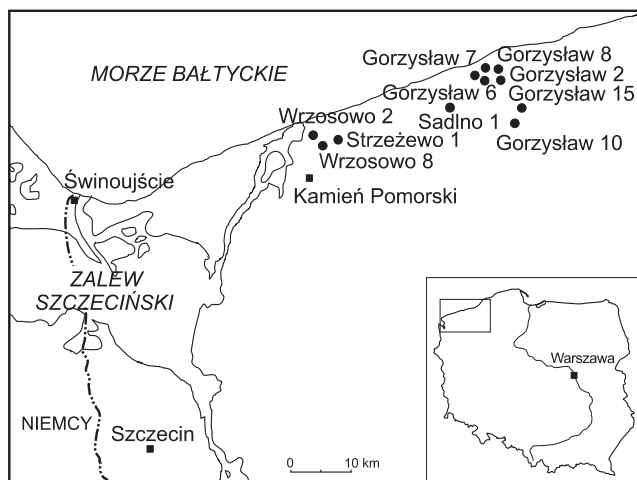 MORZE BAŁTYCKIE
Gorzysław 7
Gorzysław 8
Gorzysław 2
Gorzysław 6
Gorzysław 15
Sadlno 1
Gorzysław 10
Wrzosowo 2
Strzeżewo 1
Wrzosowo 8
Kamień Pomorski
Świnoujście
ZALEW
SZCZECIŃSKI
NIEMCY
Szczecin
0 10 km
Warszawa